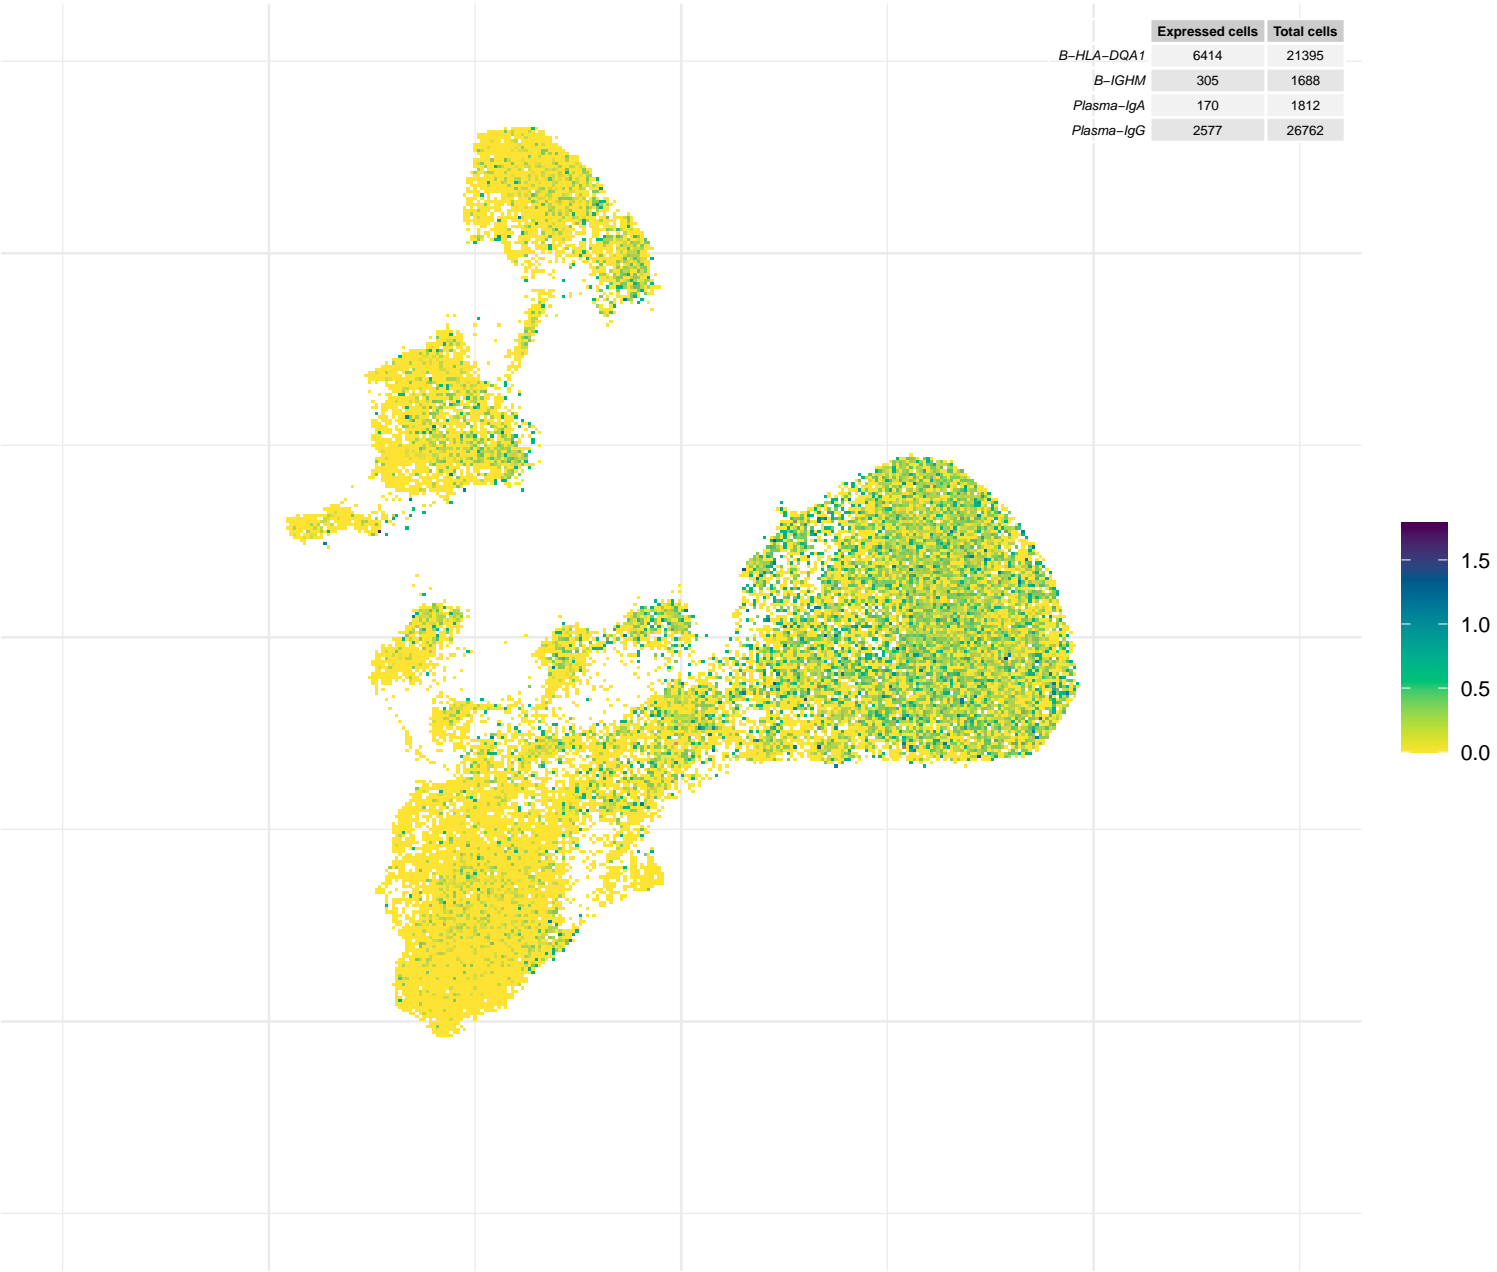 Expressed cells Total cells
B−HLA−DQA1 6414 21395
B−IGHM 305 1688
Plasma−IgA 170 1812
Plasma−IgG 2577 26762
1.5
1.0
0.5
0.0